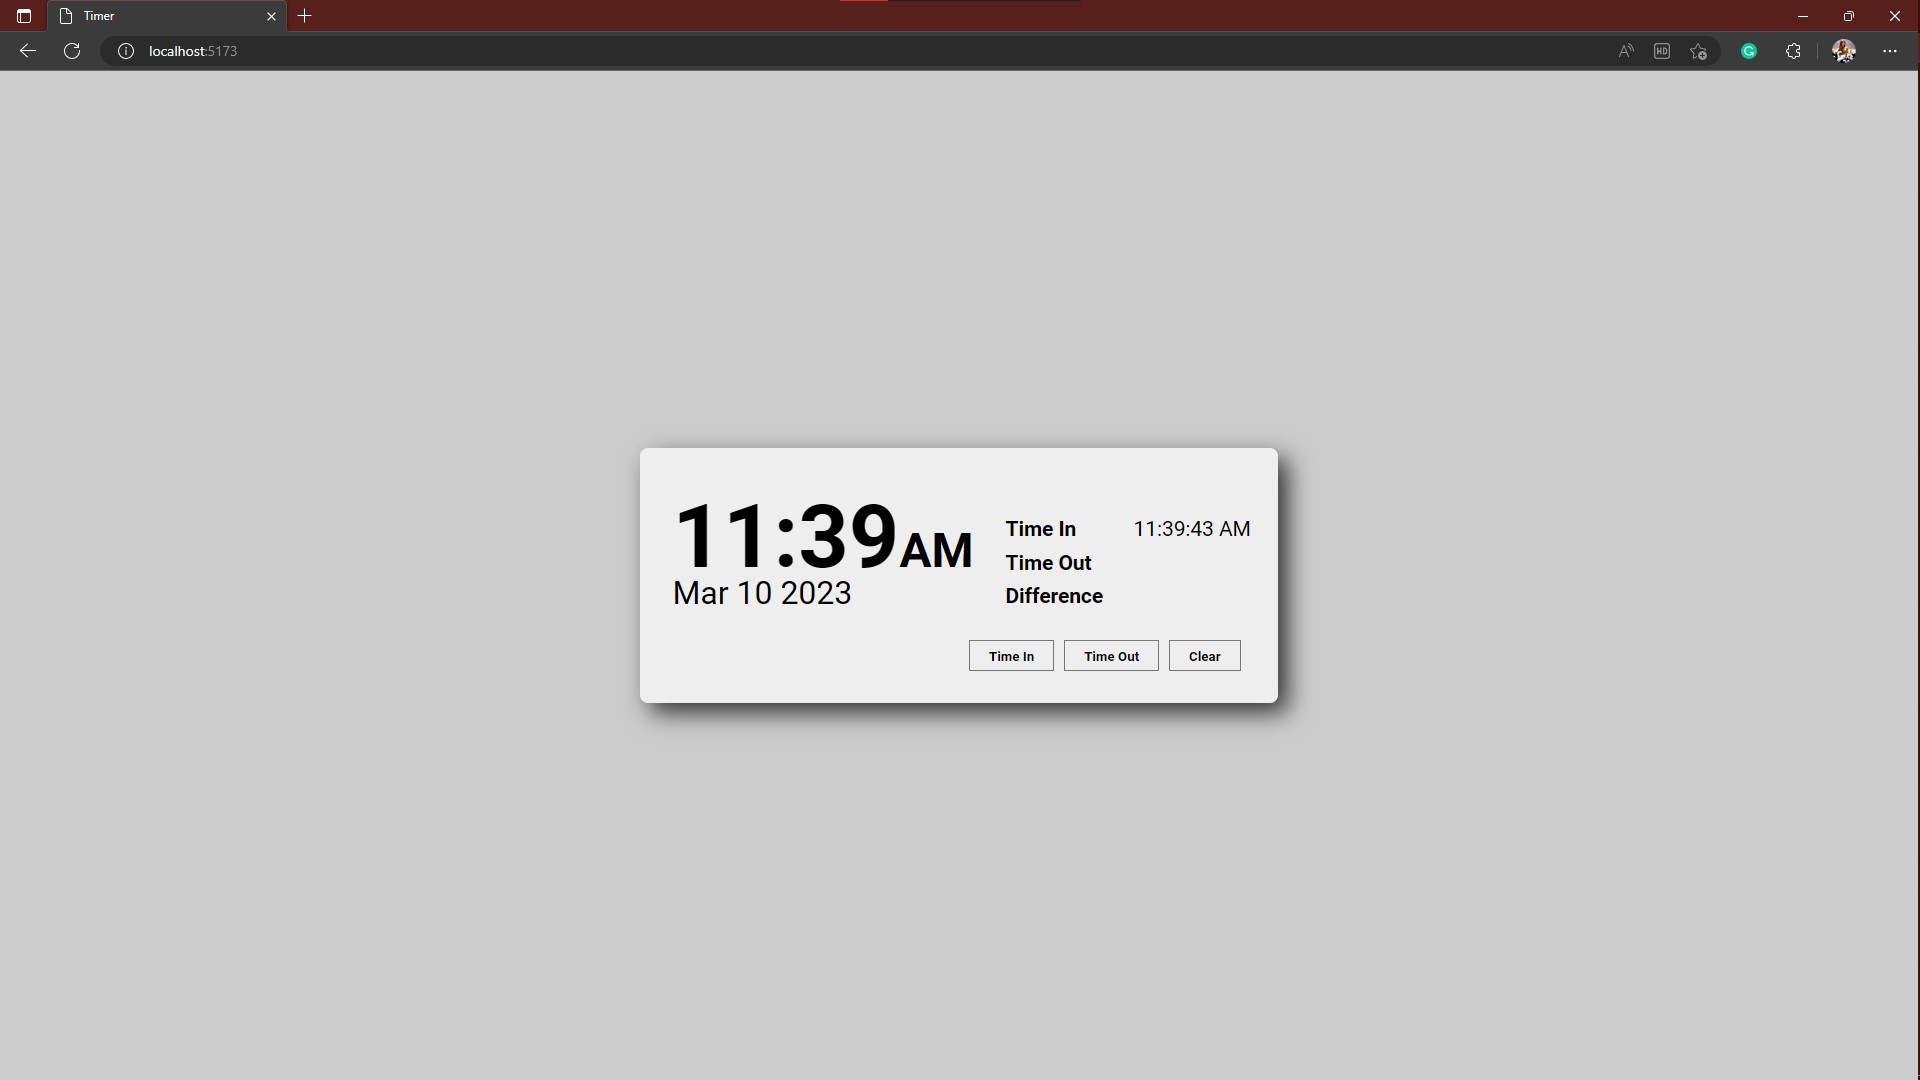 Timer
localhost:5173
HD
11:39AM
Mar 10 2023
Time In 11:39:43 AM
Time Out
Difference
Time In Time Out Clear